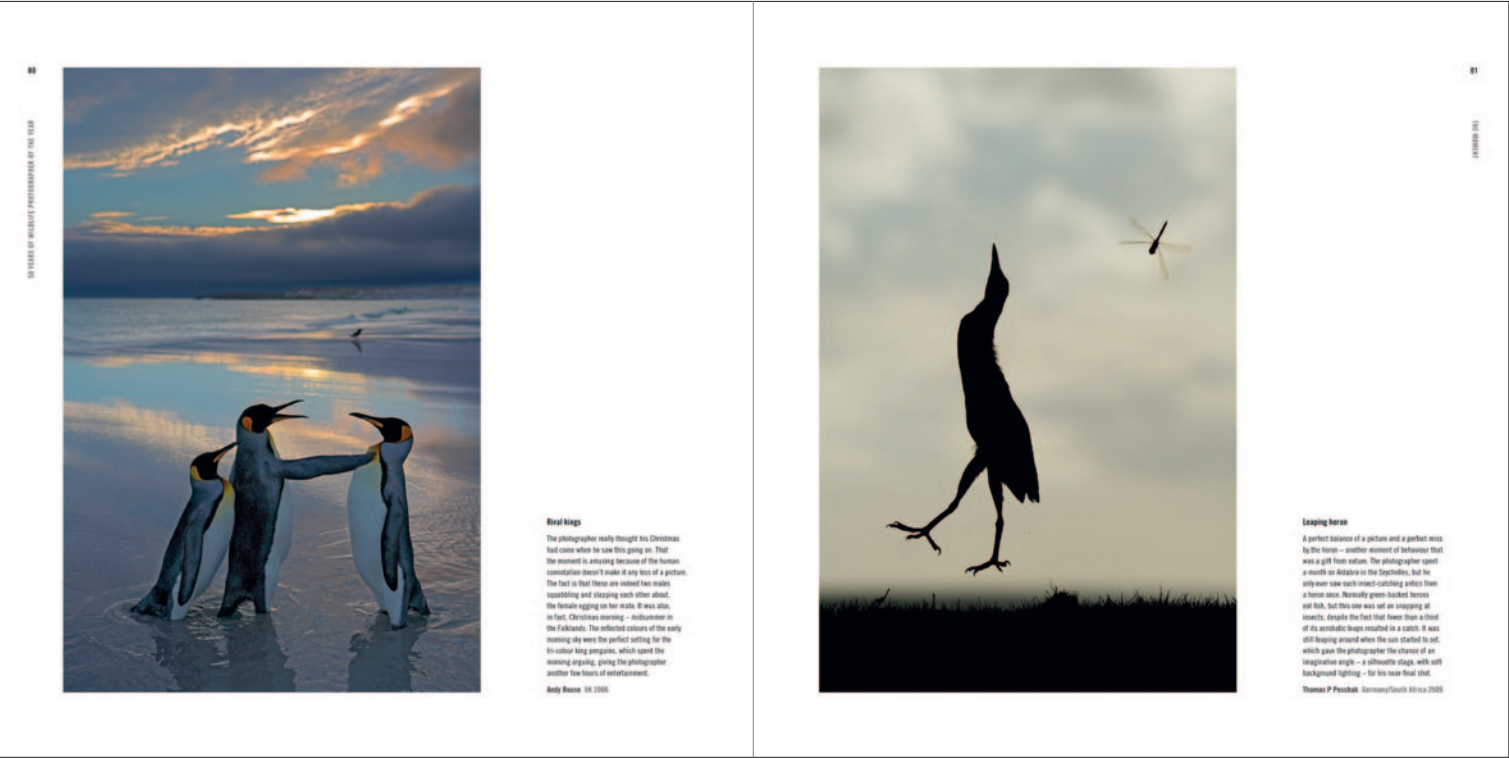 80
50 YEARS OF WILDLIFE PHOTOGRAPHER OF THE YEAR
Rival kings
The photographer really thought his Christmas
had come when he saw this going on. That
the moment is amusing because of the human
connotation doesn't make it any less of a picture.
The fact is that these are indeed two males
squabbling and slapping each other about,
the female egging on her mate. It was also,
in fact, Christmas morning – midsummer in
the Falklands. The reflected colours of the early
morning sky were the perfect setting for the
tri-colour king penguins, which spent the
morning arguing, giving the photographer
another few hours of entertainment.
Andy Rouse UK 2006
81
THE MOMENT
Leaping heron
A perfect balance of a picture and a perfect miss
by the heron – another moment of behaviour that
was a gift from nature. The photographer spent
a month on Aldabra in the Seychelles, but he
only ever saw such insect-catching antics from
a heron once. Normally green-backed herons
eat fish, but this one was set on snapping at
insects, despite the fact that fewer than a third
of its acrobatic leaps resulted in a catch. It was
still leaping around when the sun started to set,
which gave the photographer the chance of an
imaginative angle – a silhouette stage, with soft
background lighting – for his near-final shot.
Thomas P Peschak Germany/South Africa 2009